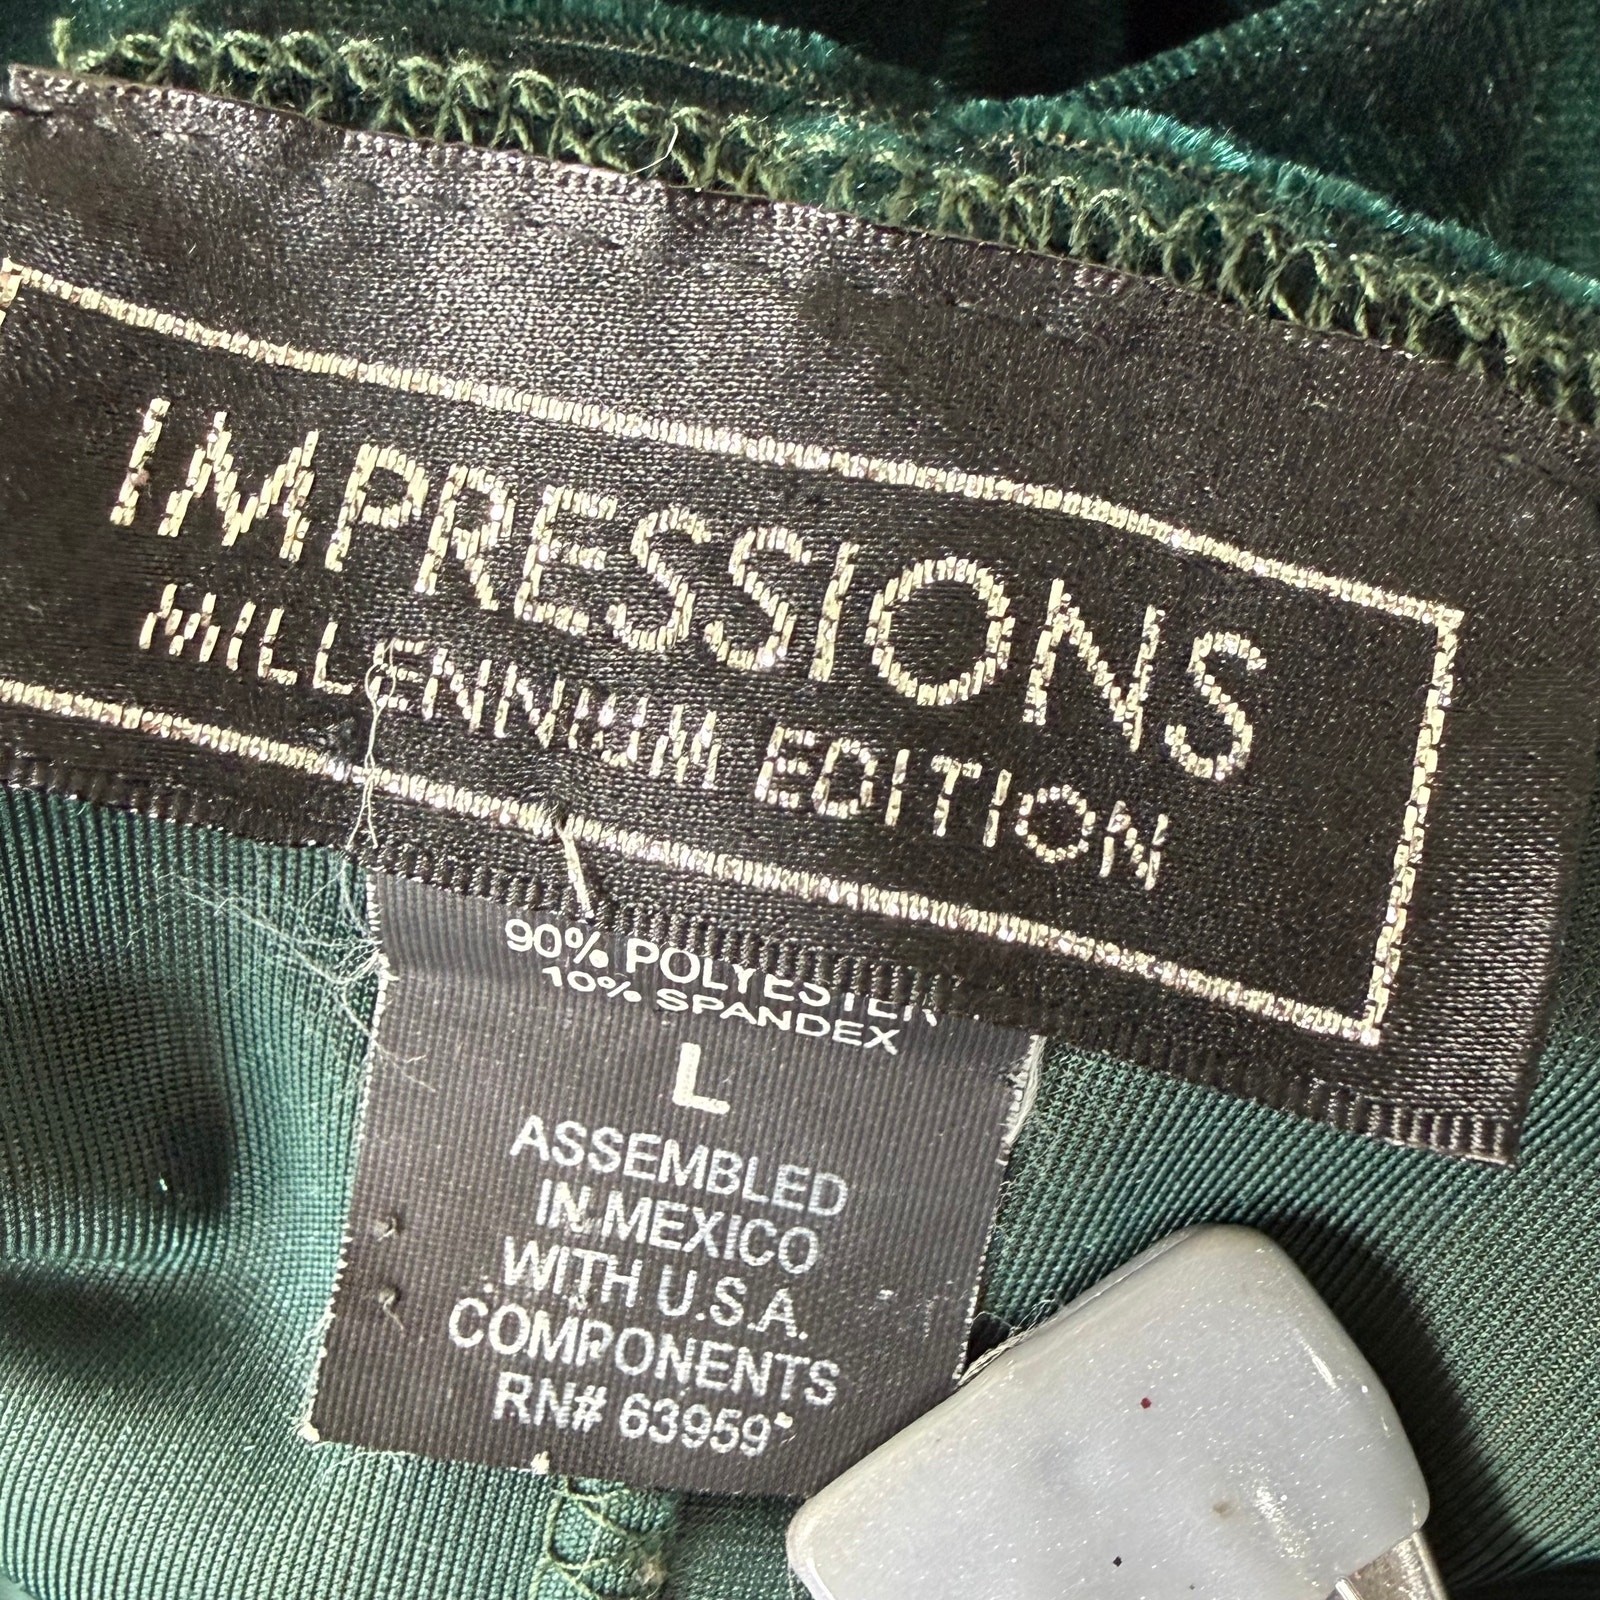 IMPRESSIONS
MILLENNIUM EDITION
90% POLYESTER
10% SPANDEX
L
ASSEMBLED
IN MEXICO
WITH U.S.A.
COMPONENTS
RN# 63959